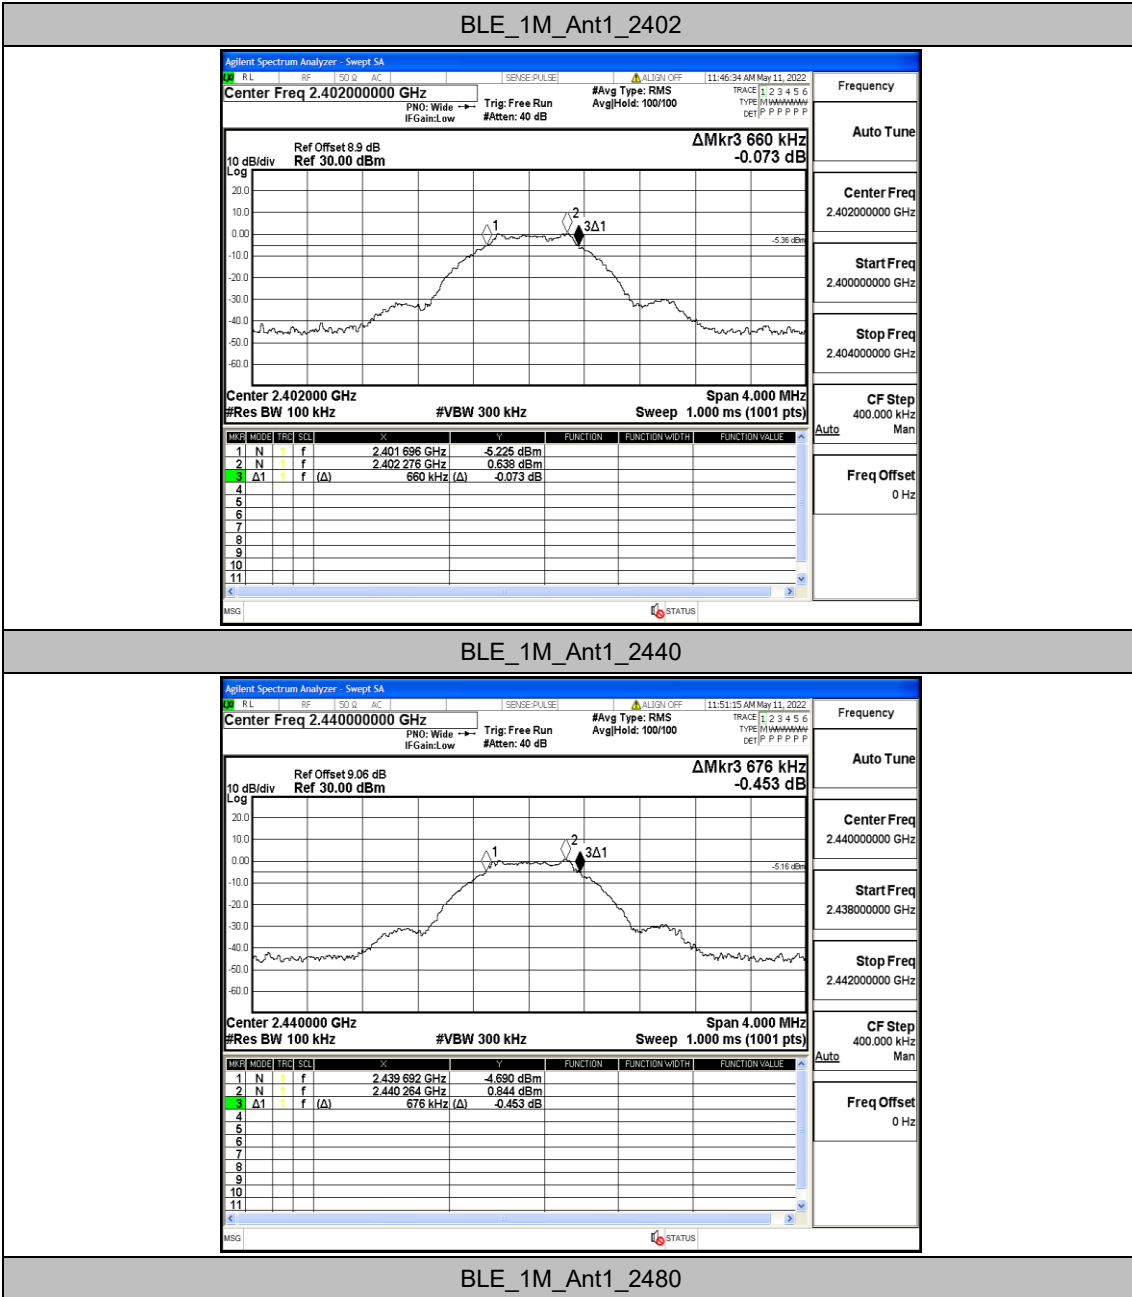 BLE_1M_Ant1_2402
Agilent Spectrum Analyzer - Swept SA
LXI RL RF 50 Ω AC SENSE:PULSE ALIGN OFF 11:46:34 AM May 11, 2022
Center Freq 2.402000000 GHz #Avg Type: RMS TRACE 1 2 3 4 5 6
PNO: Wide Trig: Free Run Avg|Hold: 100/100 TYPE M WWWWW
IFGain:Low #Atten: 40 dB DET P P P P P P
ΔMkr3 660 kHz
-0.073 dB
Ref Offset 8.9 dB
10 dB/div Ref 30.00 dBm
Log
20.0
10.0
0.00
-10.0
-20.0
-30.0
-40.0
-50.0
-60.0
1
2
3Δ1
-5.36 dBm
Center 2.402000 GHz Span 4.000 MHz
#Res BW 100 kHz #VBW 300 kHz Sweep 1.000 ms (1001 pts)
MKR MODE TRC SCL X Y FUNCTION FUNCTION WIDTH FUNCTION VALUE
1 N 1 f 2.401 696 GHz -5.225 dBm
2 N 1 f 2.402 276 GHz 0.638 dBm
3 Δ1 1 f (Δ) 660 kHz (Δ) -0.073 dB
4
5
6
7
8
9
10
11
MSG STATUS
Frequency
Auto Tune
Center Freq
2.402000000 GHz
Start Freq
2.400000000 GHz
Stop Freq
2.404000000 GHz
CF Step
400.000 kHz
Auto Man
Freq Offset
0 Hz
BLE_1M_Ant1_2440
Agilent Spectrum Analyzer - Swept SA
LXI RL RF 50 Ω AC SENSE:PULSE ALIGN OFF 11:51:15 AM May 11, 2022
Center Freq 2.440000000 GHz #Avg Type: RMS TRACE 1 2 3 4 5 6
PNO: Wide Trig: Free Run Avg|Hold: 100/100 TYPE M WWWWW
IFGain:Low #Atten: 40 dB DET P P P P P P
ΔMkr3 676 kHz
-0.453 dB
Ref Offset 9.06 dB
10 dB/div Ref 30.00 dBm
Log
20.0
10.0
0.00
-10.0
-20.0
-30.0
-40.0
-50.0
-60.0
1
2
3Δ1
-5.16 dBm
Center 2.440000 GHz Span 4.000 MHz
#Res BW 100 kHz #VBW 300 kHz Sweep 1.000 ms (1001 pts)
MKR MODE TRC SCL X Y FUNCTION FUNCTION WIDTH FUNCTION VALUE
1 N 1 f 2.439 692 GHz -4.690 dBm
2 N 1 f 2.440 264 GHz 0.844 dBm
3 Δ1 1 f (Δ) 676 kHz (Δ) -0.453 dB
4
5
6
7
8
9
10
11
MSG STATUS
Frequency
Auto Tune
Center Freq
2.440000000 GHz
Start Freq
2.438000000 GHz
Stop Freq
2.442000000 GHz
CF Step
400.000 kHz
Auto Man
Freq Offset
0 Hz
BLE_1M_Ant1_2480